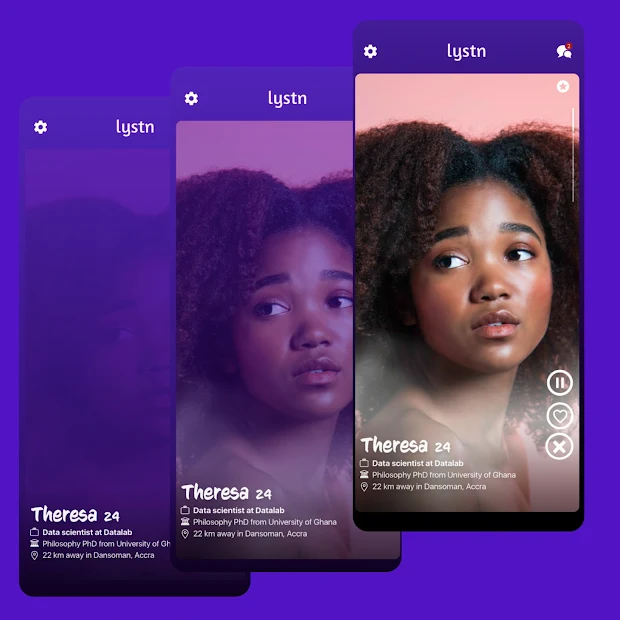 lystn
Theresa 24
Data scientist at Datalab
Philosophy PhD from University of Gh
22 km away in Dansoman, Accra
lystn
Theresa 24
Data scientist at Datalab
Philosophy PhD from University of Ghana
22 km away in Dansoman, Accra
lystn
2
Theresa 24
Data scientist at Datalab
Philosophy PhD from University of Ghana
22 km away in Dansoman, Accra